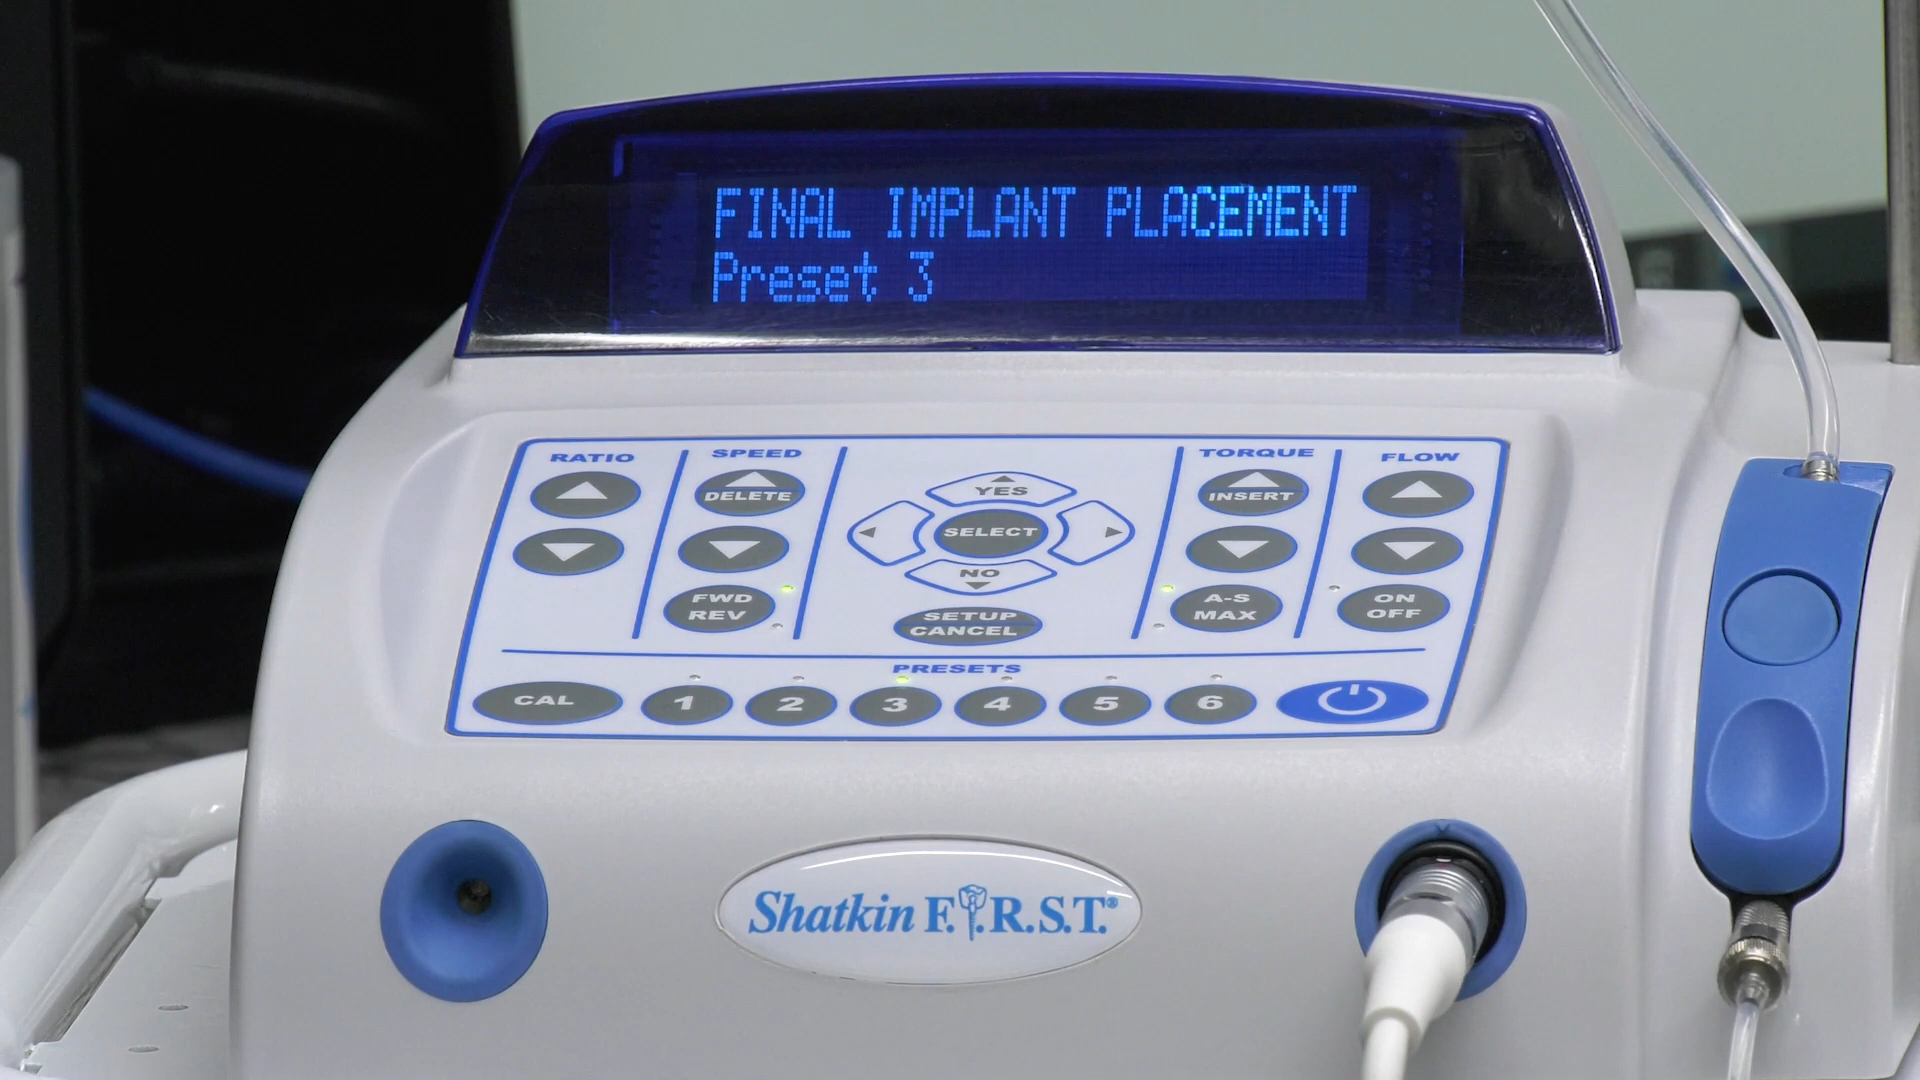 FINAL IMPLANT PLACEMENT
Preset 3
RATIO SPEED TORQUE FLOW
DELETE YES INSERT
SELECT
NO
FWD REV
SETUP CANCEL
A-S MAX
ON OFF
PRESETS
CAL 1 2 3 4 5 6
Shatkin F.I.R.S.T.®